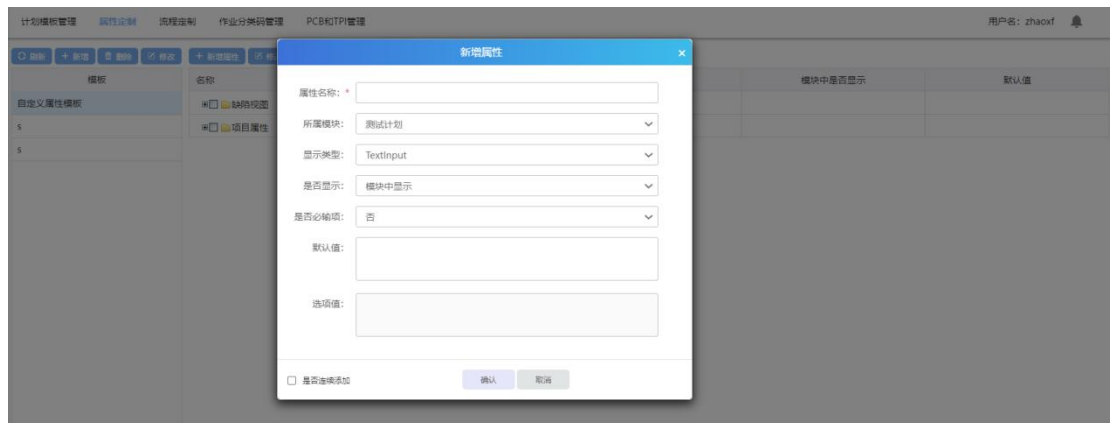 计划模板管理 属性定制 流程定制 作业分类码管理 PCB和TPI管理 用户名: zhaoxf
刷新 + 新增 删除 修改 + 新增属性 修
新增属性 ×
模板 名称 模块中是否显示 默认值
自定义属性模板 缺陷视图
s 项目属性
s
属性名称: *
所属模块: 测试计划
显示类型: TextInput
是否显示: 模块中显示
是否必输项: 否
默认值:
选项值:
是否连续添加 确认 取消